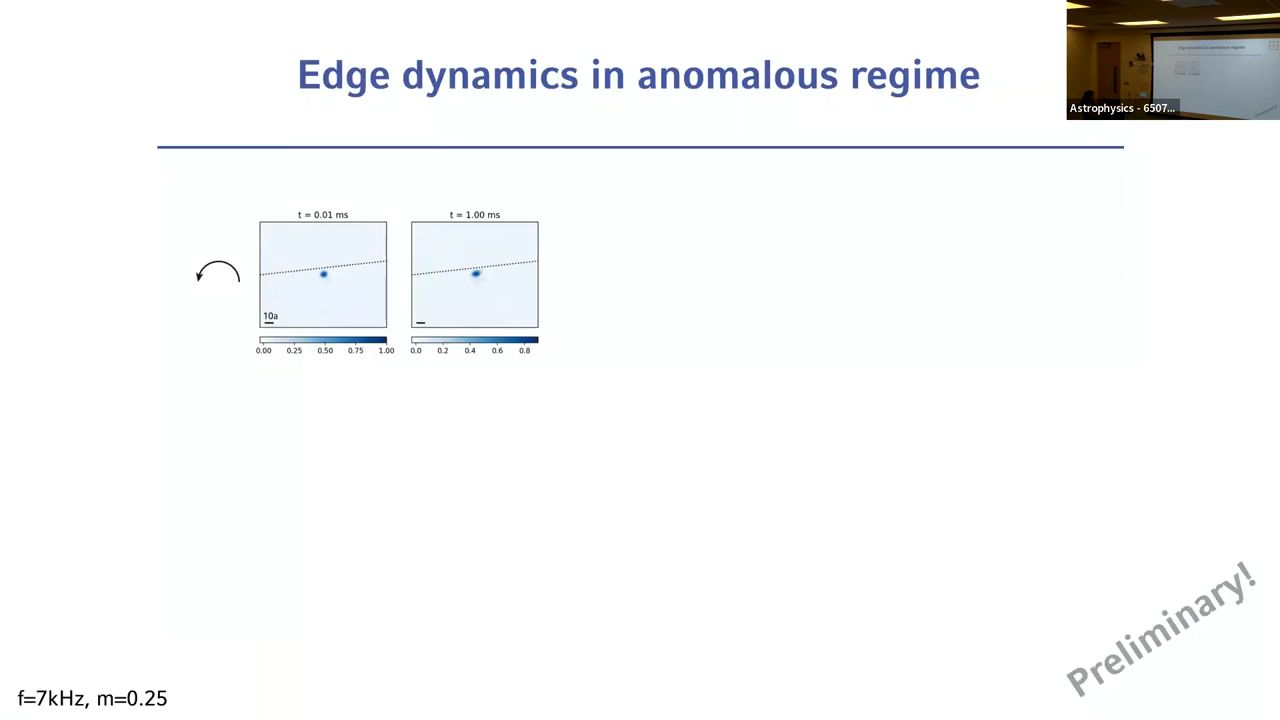 Edge dynamics in anomalous regime
Astrophysics - 6507...
t = 0.01 ms
t = 1.00 ms
10a
0.00 0.25 0.50 0.75 1.00
0.0 0.2 0.4 0.6 0.8
Preliminary!
f=7kHz, m=0.25